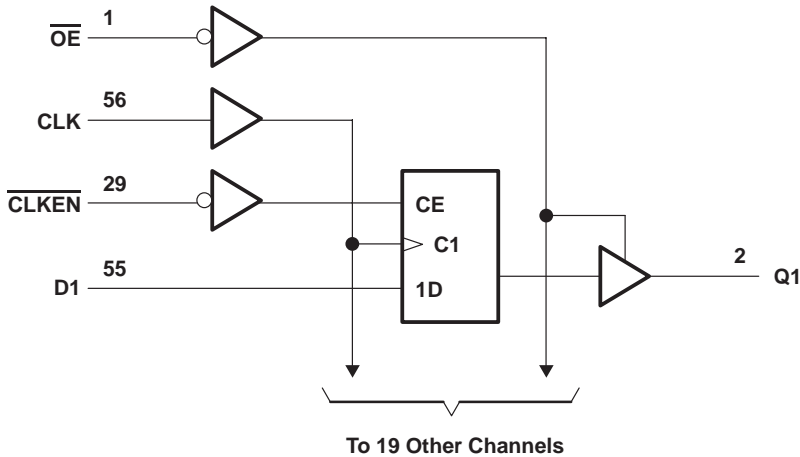 1
OE
56
CLK
29
CLKEN
CE
C1
55
D1
1D
2
Q1
To 19 Other Channels